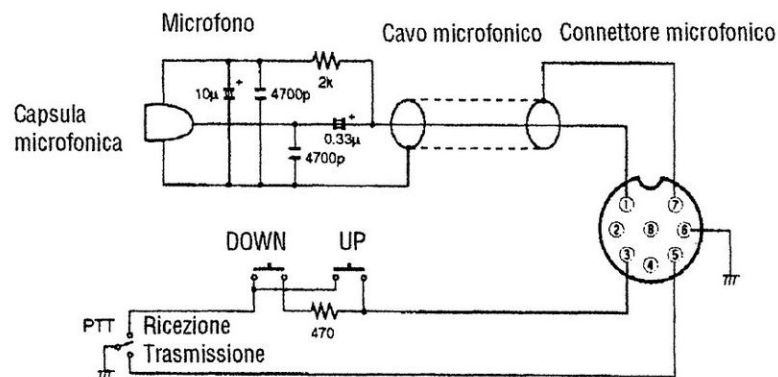 Microfono
Cavo microfonico
Connettore microfonico
2k
10μ
+
4700p
Capsula
microfonica
+
0.33μ
4700p
1
7
2
8
6
3
5
4
DOWN
UP
470
PTT
Ricezione
Trasmissione